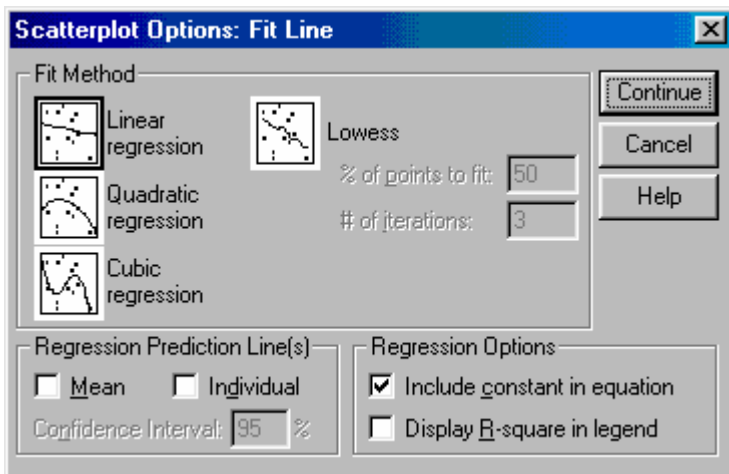 Scatterplot Options: Fit Line
Fit Method
Linear
regression
Quadratic
regression
Cubic
regression
Lowess
% of points to fit: 50
# of iterations: 3
Continue
Cancel
Help
Regression Prediction Line(s)
Mean Individual
Confidence Interval: 95 %
Regression Options
Include constant in equation
Display R-square in legend